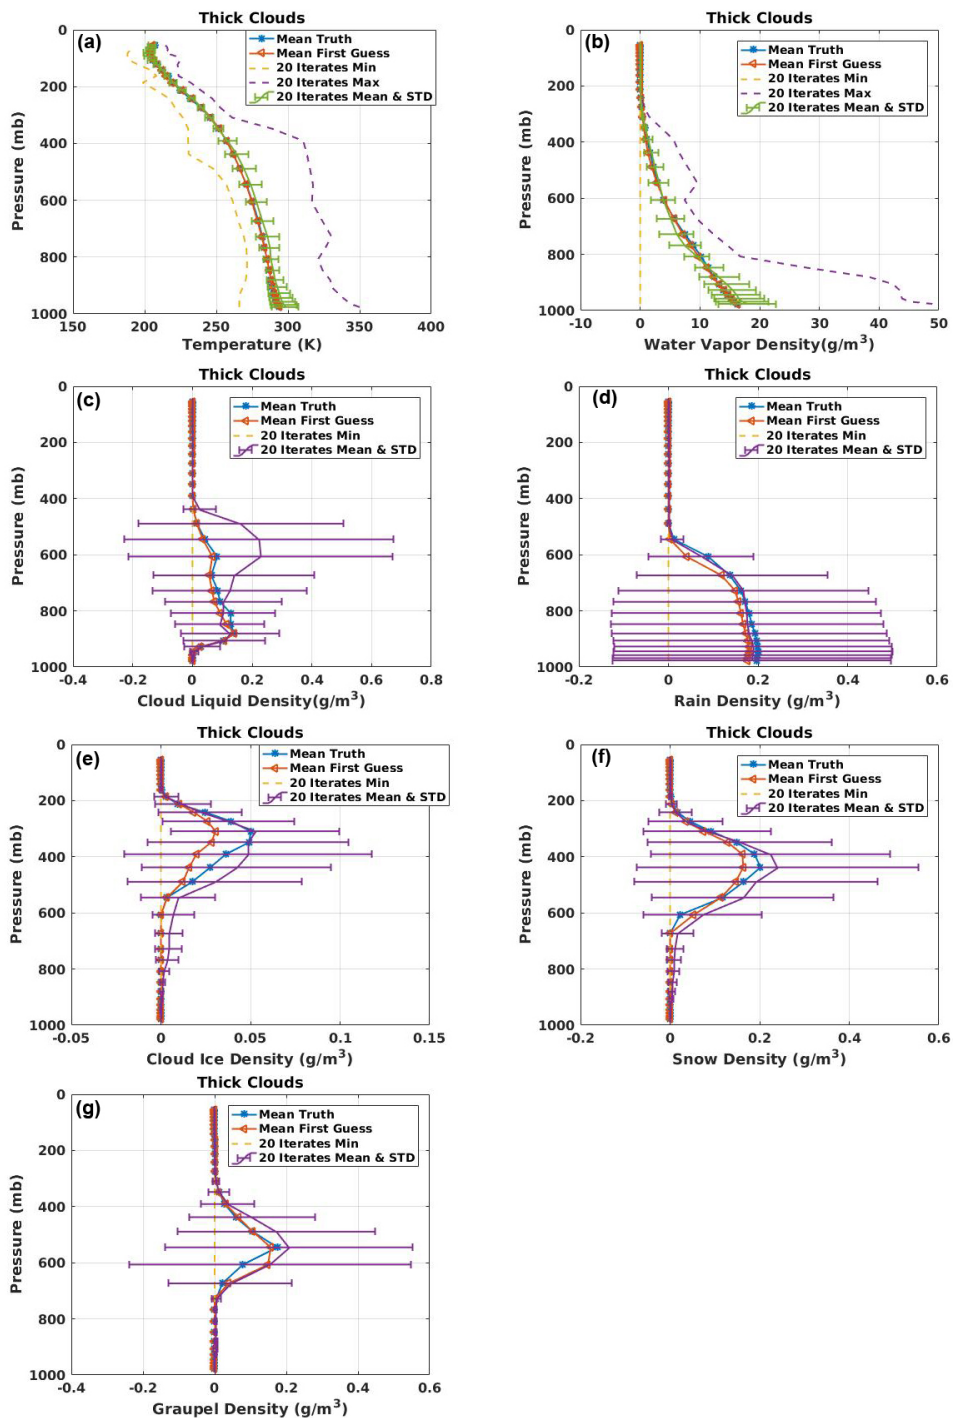 Thick Clouds
(a)
Mean Truth
Mean First Guess
20 Iterates Min
20 Iterates Max
20 Iterates Mean & STD
Pressure (mb)
0
200
400
600
800
1000
150
200
250
300
350
400
Temperature (K)
Thick Clouds
(b)
Mean Truth
Mean First Guess
20 Iterates Min
20 Iterates Max
20 Iterates Mean & STD
Pressure (mb)
0
200
400
600
800
1000
-10
0
10
20
30
40
50
Water Vapor Density(g/m³)
Thick Clouds
(c)
Mean Truth
Mean First Guess
20 Iterates Min
20 Iterates Mean & STD
Pressure (mb)
0
200
400
600
800
1000
-0.4
-0.2
0
0.2
0.4
0.6
0.8
Cloud Liquid Density(g/m³)
Thick Clouds
(d)
Mean Truth
Mean First Guess
20 Iterates Min
20 Iterates Mean & STD
Pressure (mb)
0
200
400
600
800
1000
-0.2
0
0.2
0.4
0.6
Rain Density (g/m³)
Thick Clouds
(e)
Mean Truth
Mean First Guess
20 Iterates Min
20 Iterates Mean & STD
Pressure (mb)
0
200
400
600
800
1000
-0.05
0
0.05
0.1
0.15
Cloud Ice Density (g/m³)
Thick Clouds
(f)
Mean Truth
Mean First Guess
20 Iterates Min
20 Iterates Mean & STD
Pressure (mb)
0
200
400
600
800
1000
-0.2
0
0.2
0.4
0.6
Snow Density (g/m³)
Thick Clouds
(g)
Mean Truth
Mean First Guess
20 Iterates Min
20 Iterates Mean & STD
Pressure (mb)
0
200
400
600
800
1000
-0.4
-0.2
0
0.2
0.4
0.6
Graupel Density (g/m³)